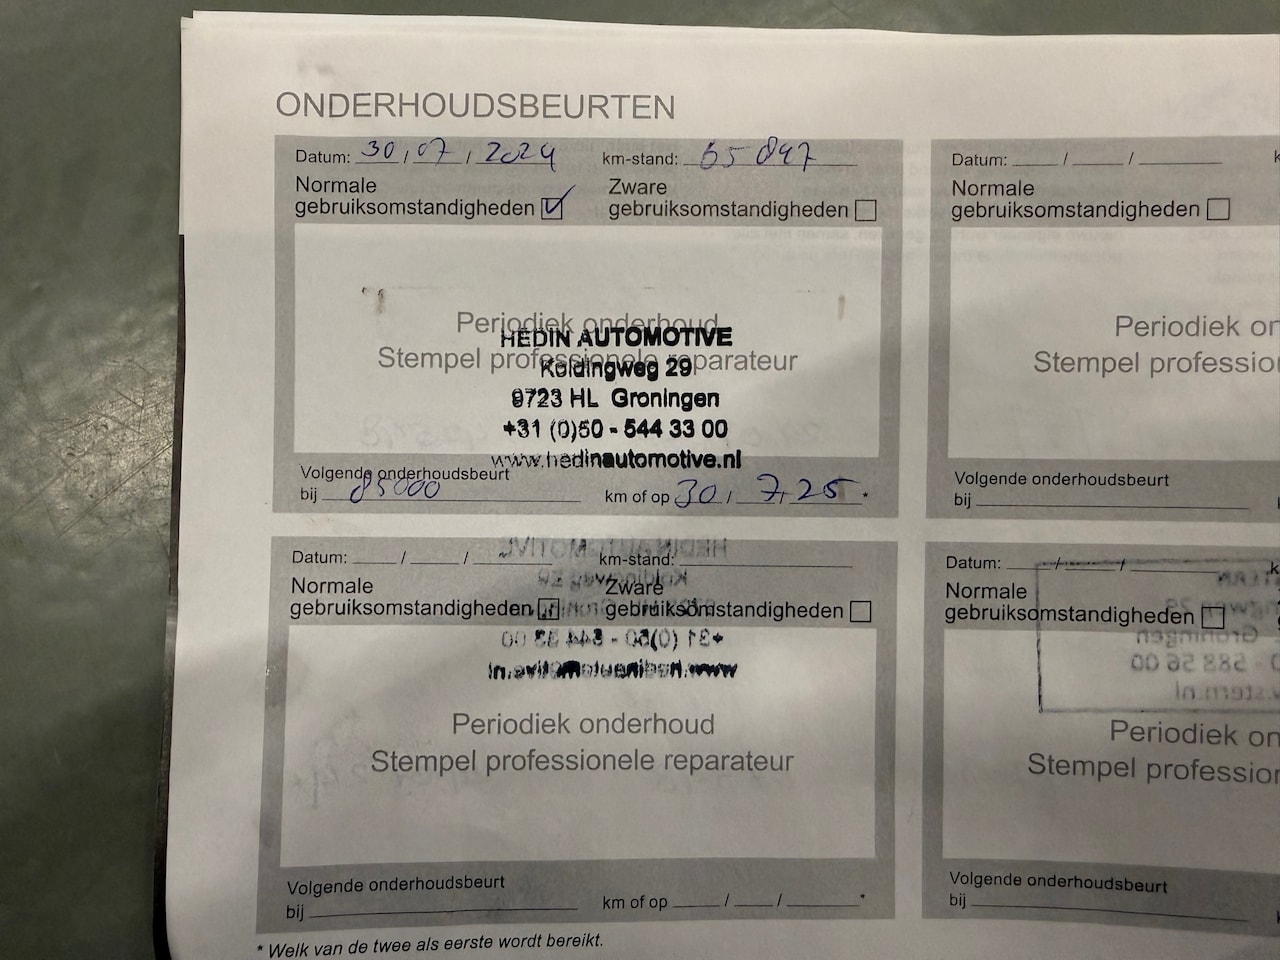 ONDERHOUDSBEURTEN
Datum: 30 / 07 / 2024 km-stand: 65 847
Normale
gebruiksomstandigheden
Zware
gebruiksomstandigheden
Periodiek onderhoud
Stempel professionele reparateur
HEDIN AUTOMOTIVE
Koldingweg 29
9723 HL Groningen
+31 (0)50 - 544 33 00
www.hedinautomotive.nl
Volgende onderhoudsbeurt
bij 85000 km of op 30 / 7 / 25 *
Datum: / /
Normale
gebruiksomstandigheden
Periodiek on
Stempel profession
Volgende onderhoudsbeurt
bij
Datum: / / km-stand:
Normale
gebruiksomstandigheden
Zware
gebruiksomstandigheden
Periodiek onderhoud
Stempel professionele reparateur
Volgende onderhoudsbeurt
bij km of op / / *
Datum: / /
Normale
gebruiksomstandigheden
Periodiek on
Stempel profession
Volgende onderhoudsbeurt
bij
* Welk van de twee als eerste wordt bereikt.